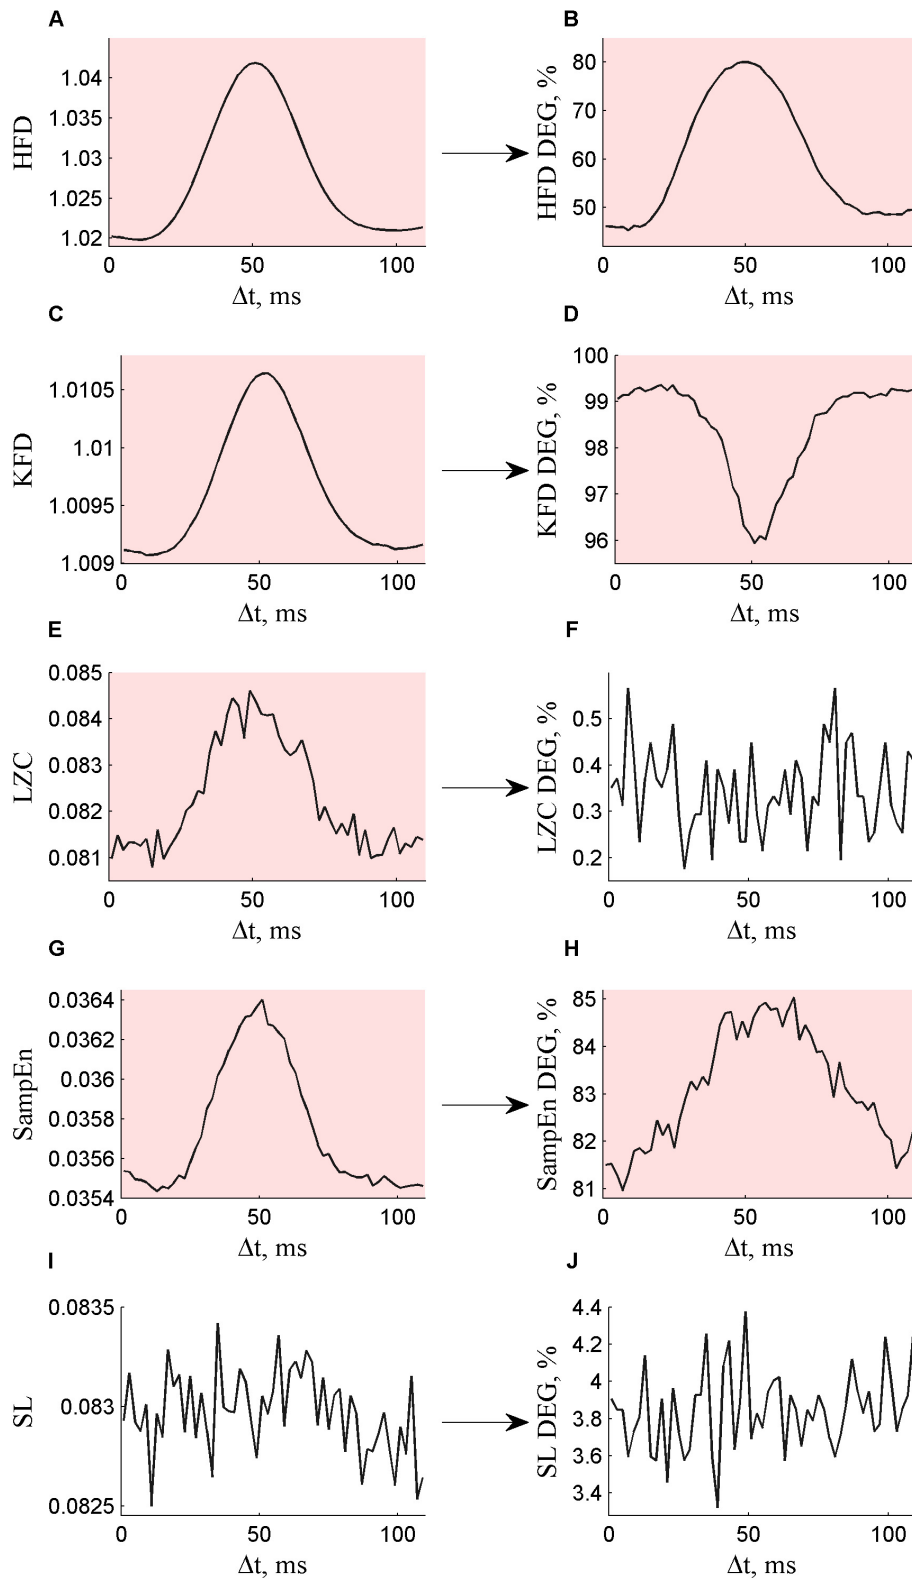 A
HFD
1.04
1.035
1.03
1.025
1.02
0 50 100
Δt, ms
B
HFD DEG, %
80
70
60
50
0 50 100
Δt, ms
C
KFD
1.0105
1.01
1.0095
1.009
0 50 100
Δt, ms
D
KFD DEG, %
100
99
98
97
96
0 50 100
Δt, ms
E
LZC
0.085
0.084
0.083
0.082
0.081
0 50 100
Δt, ms
F
LZC DEG, %
0.5
0.4
0.3
0.2
0 50 100
Δt, ms
G
SampEn
0.0364
0.0362
0.036
0.0358
0.0356
0.0354
0 50 100
Δt, ms
H
SampEn DEG, %
85
84
83
82
81
0 50 100
Δt, ms
I
SL
0.0835
0.083
0.0825
0 50 100
Δt, ms
J
SL DEG, %
4.4
4.2
4
3.8
3.6
3.4
0 50 100
Δt, ms